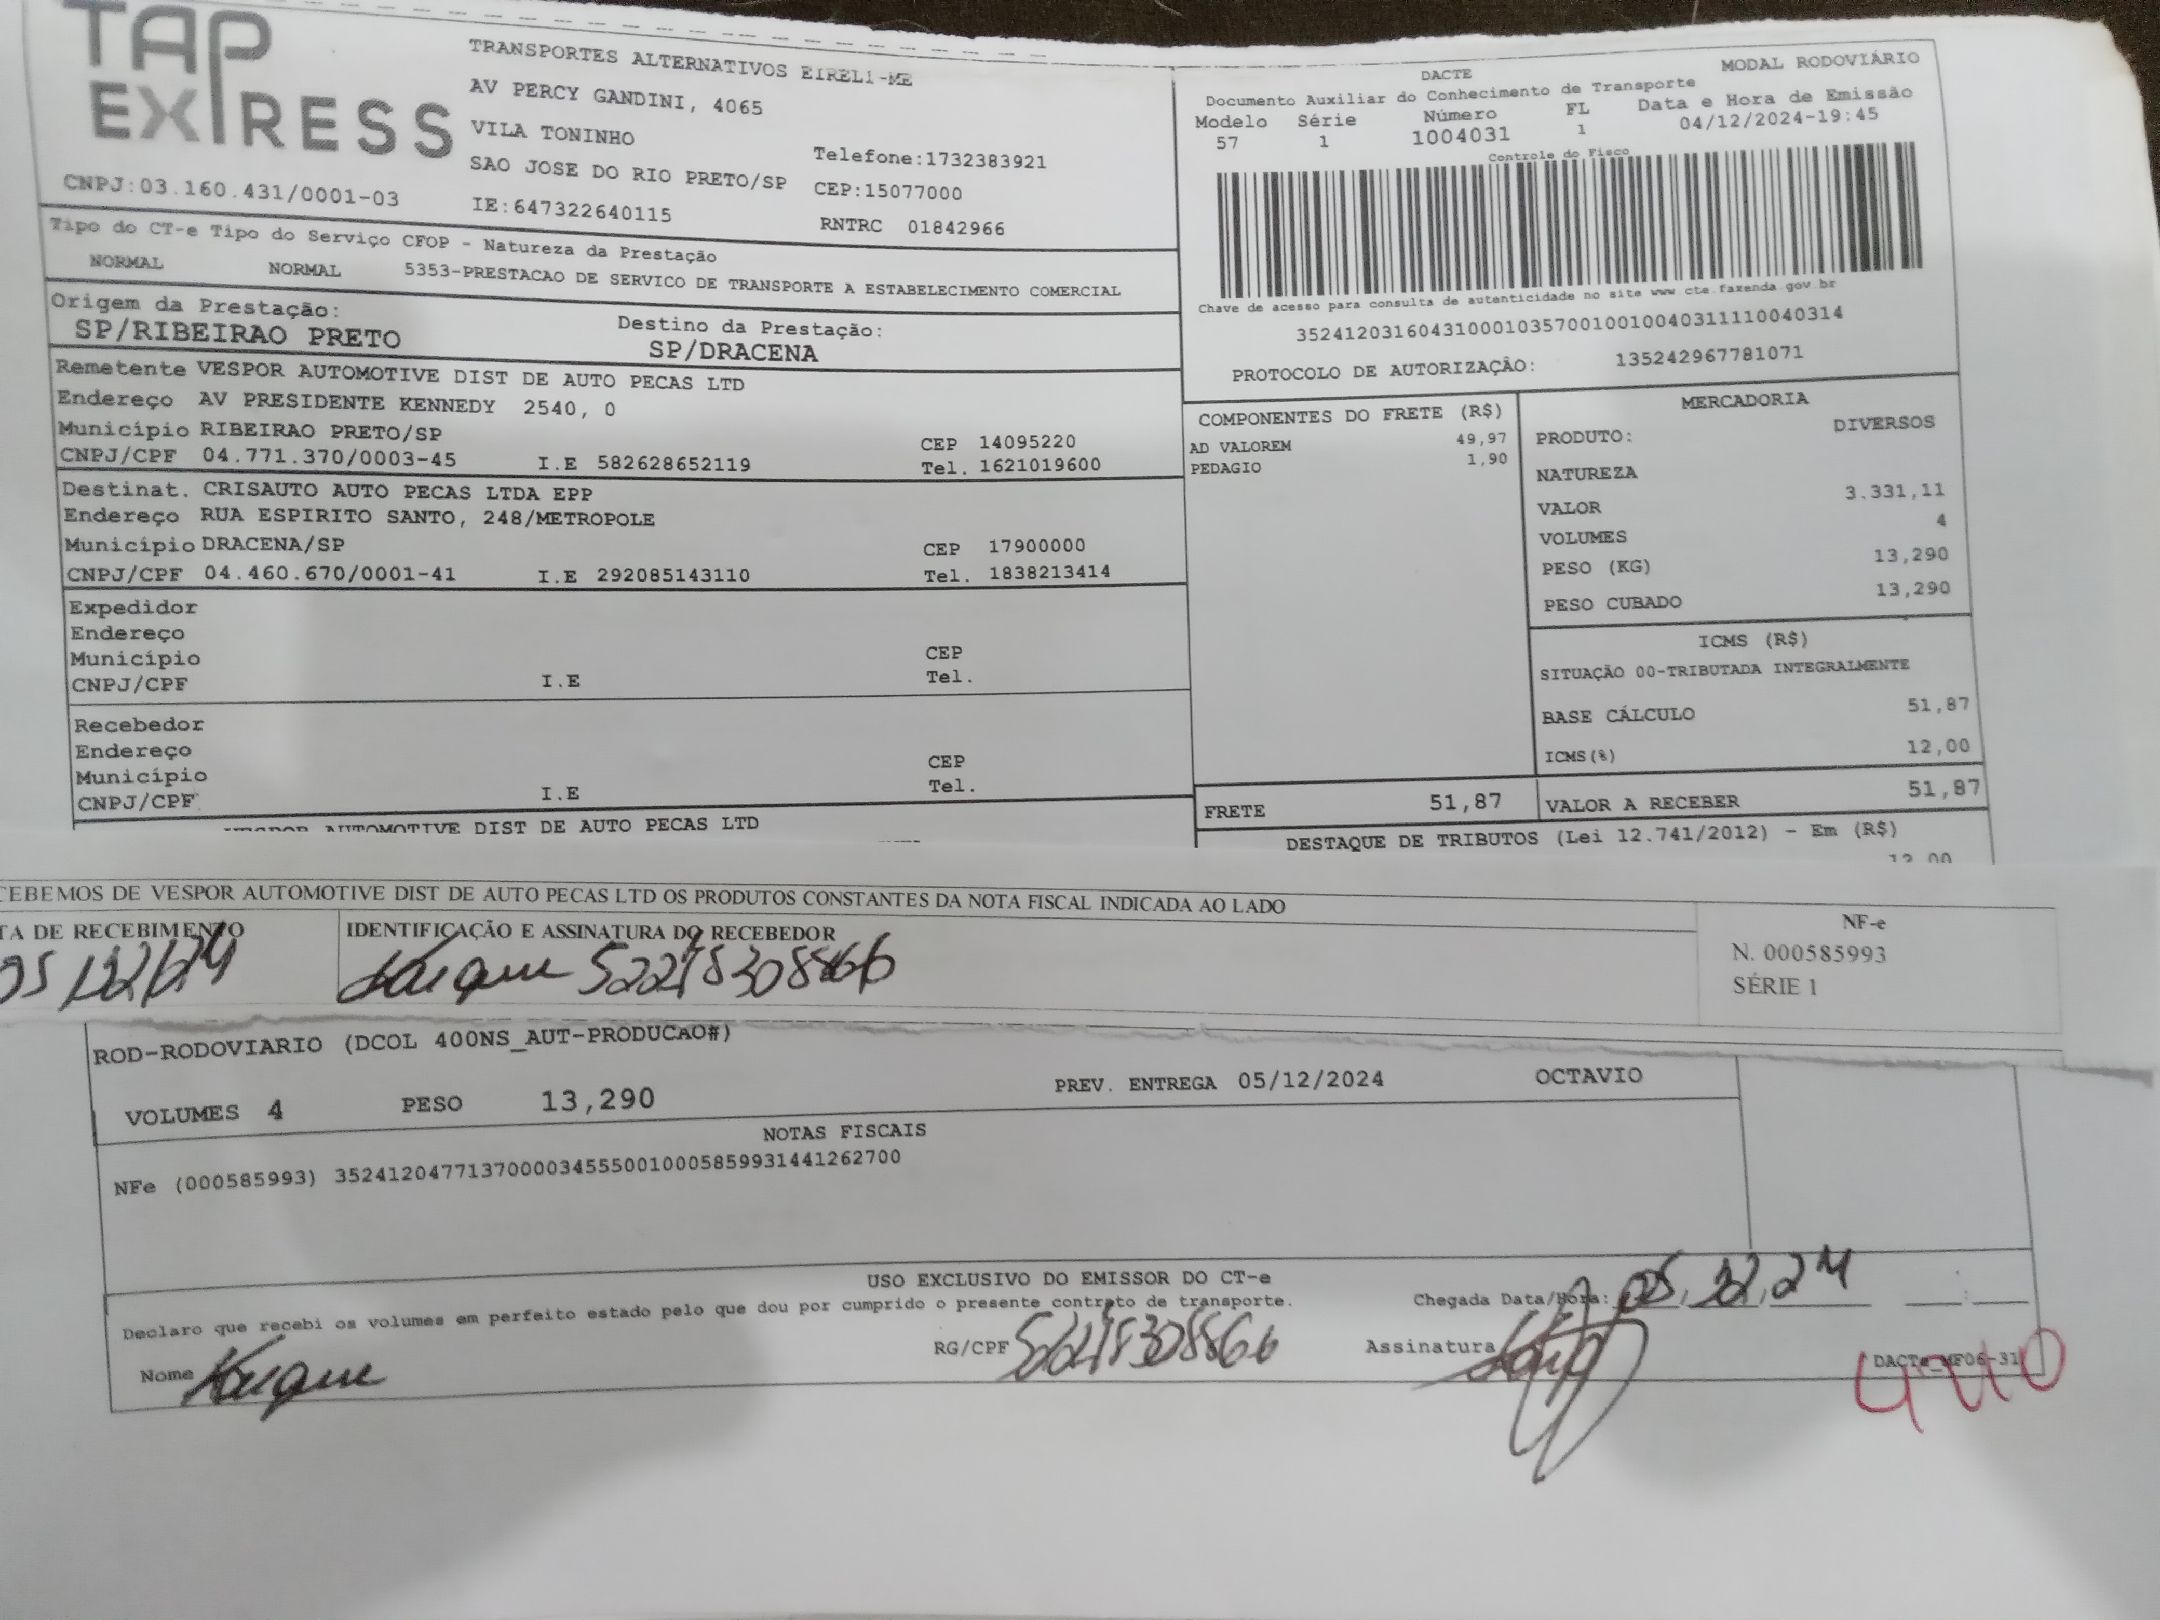 TAP
EXPRESS
CNPJ:03.160.431/0001-03
TRANSPORTES ALTERNATIVOS EIRELI-ME
AV PERCY GANDINI, 4065
VILA TONINHO
SAO JOSE DO RIO PRETO/SP
IE:647322640115
Telefone:1732383921
CEP:15077000
RNTRC 01842966
DACTE
MODAL RODOVIÁRIO
Documento Auxiliar do Conhecimento de Transporte
Modelo Série Número FL Data e Hora de Emissão
57 1 1004031 1 04/12/2024-19:45
Controle do Fisco
Chave de acesso para consulta de autenticidade no site www cte.fazenda.gov.br
35241203160431000103570010010040311110040314
PROTOCOLO DE AUTORIZAÇÃO: 135242967781071
Tipo do CT-e Tipo do Serviço CFOP - Natureza da Prestação
NORMAL NORMAL 5353-PRESTACAO DE SERVICO DE TRANSPORTE A ESTABELECIMENTO COMERCIAL
Origem da Prestação: Destino da Prestação:
SP/RIBEIRAO PRETO SP/DRACENA
Remetente VESPOR AUTOMOTIVE DIST DE AUTO PECAS LTD
Endereço AV PRESIDENTE KENNEDY 2540, 0
Município RIBEIRAO PRETO/SP CEP 14095220
CNPJ/CPF 04.771.370/0003-45 I.E 582628652119 Tel. 1621019600
Destinat. CRISAUTO AUTO PECAS LTDA EPP
Endereço RUA ESPIRITO SANTO, 248/METROPOLE
Município DRACENA/SP CEP 17900000
CNPJ/CPF 04.460.670/0001-41 I.E 292085143110 Tel. 1838213414
Expedidor
Endereço
Município CEP
CNPJ/CPF I.E Tel.
Recebedor
Endereço
Município CEP
CNPJ/CPF I.E Tel.
VESPOR AUTOMOTIVE DIST DE AUTO PECAS LTD
COMPONENTES DO FRETE (R$)
AD VALOREM 49,97
PEDAGIO 1,90
FRETE 51,87
MERCADORIA
PRODUTO: DIVERSOS
NATUREZA
VALOR 3.331,11
VOLUMES 4
PESO (KG) 13,290
PESO CUBADO 13,290
ICMS (R$)
SITUAÇÃO 00-TRIBUTADA INTEGRALMENTE
BASE CÁLCULO 51,87
ICMS(%) 12,00
VALOR A RECEBER 51,87
DESTAQUE DE TRIBUTOS (Lei 12.741/2012) - Em (R$)
12,00
CEBEMOS DE VESPOR AUTOMOTIVE DIST DE AUTO PECAS LTD OS PRODUTOS CONSTANTES DA NOTA FISCAL INDICADA AO LADO
TA DE RECEBIMENTO IDENTIFICAÇÃO E ASSINATURA DO RECEBEDOR
05/12/24 52278308866
NF-e
N. 000585993
SÉRIE 1
ROD-RODOVIARIO (DCOL 400NS_AUT-PRODUCAO#)
VOLUMES 4 PESO 13,290 PREV. ENTREGA 05/12/2024 OCTAVIO
NOTAS FISCAIS
NFe (000585993) 35241204771370000345550010005859931441262700
USO EXCLUSIVO DO EMISSOR DO CT-e
Declaro que recebi os volumes em perfeito estado pelo que dou por cumprido o presente contrato de transporte.
Chegada Data/Hora: 05, 12, 24
Nome RG/CPF Assinatura